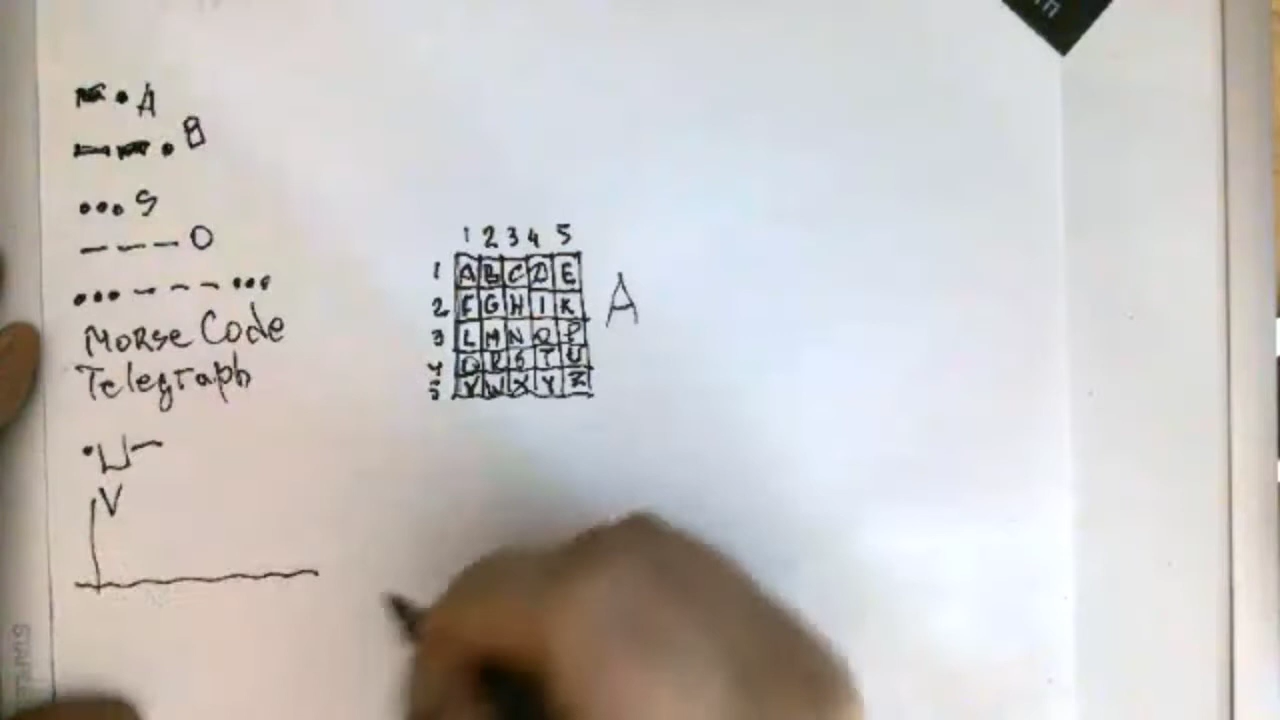 A
B
••• S
— — — O
••• — — — •••
Morse Code
Telegraph
V
1 2 3 4 5
1 A B C D E
2 F G H I K
3 L M N O P
4 Q R S T U
5 V W X Y Z
A